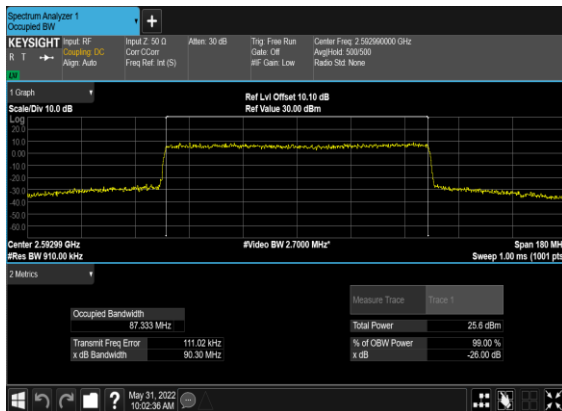 Spectrum Analyzer 1
Occupied BW
KEYSIGHT
R T
Input: RF
Coupling: DC
Align: Auto
Input Z: 50 Ω
Corr CCorr
Freq Ref: Int (S)
Atten: 30 dB
Trig: Free Run
Gate: Off
#IF Gain: Low
Center Freq: 2.592990000 GHz
Avg|Hold: 500/500
Radio Std: None
LXI
1 Graph
Scale/Div 10.0 dB
Ref Lvl Offset 10.10 dB
Ref Value 30.00 dBm
Log
20.0
10.0
0.00
-10.0
-20.0
-30.0
-40.0
-50.0
-60.0
Center 2.59299 GHz
#Res BW 910.00 kHz
#Video BW 2.7000 MHz*
Span 180 MH
Sweep 1.00 ms (1001 pts
2 Metrics
Measure Trace
Trace 1
Occupied Bandwidth
87.333 MHz
Total Power
25.6 dBm
Transmit Freq Error
111.02 kHz
% of OBW Power
99.00 %
x dB Bandwidth
90.30 MHz
x dB
-26.00 dB
?
May 31, 2022
10:02:36 AM